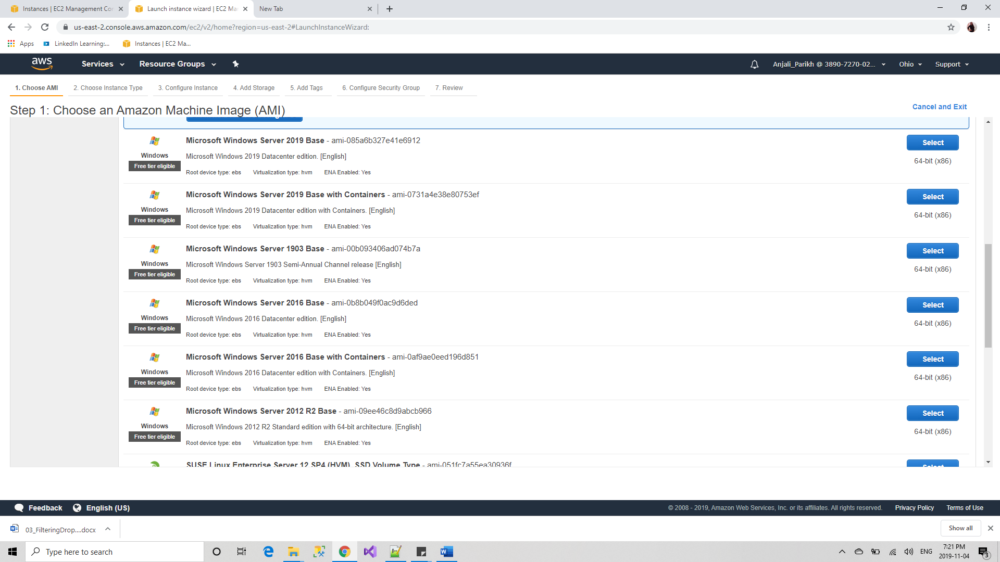 Instances | EC2 Management Con
Launch instance wizard | EC2 Ma
New Tab
us-east-2.console.aws.amazon.com/ec2/v2/home?region=us-east-2#LaunchInstanceWizard:
Apps
LinkedIn Learning:...
Instances | EC2 Ma...
aws
Services
Resource Groups
Anjali_Parikh @ 3890-7270-02...
Ohio
Support
1. Choose AMI
2. Choose Instance Type
3. Configure Instance
4. Add Storage
5. Add Tags
6. Configure Security Group
7. Review
Step 1: Choose an Amazon Machine Image (AMI)
Cancel and Exit
Microsoft Windows Server 2019 Base - ami-085a6b327e41e6912
Select
Windows
Free tier eligible
Microsoft Windows 2019 Datacenter edition. [English]
64-bit (x86)
Root device type: ebs Virtualization type: hvm ENA Enabled: Yes
Microsoft Windows Server 2019 Base with Containers - ami-0731a4e38e80753ef
Select
Windows
Free tier eligible
Microsoft Windows 2019 Datacenter edition with Containers. [English]
64-bit (x86)
Root device type: ebs Virtualization type: hvm ENA Enabled: Yes
Microsoft Windows Server 1903 Base - ami-00b093406ad074b7a
Select
Windows
Free tier eligible
Microsoft Windows Server 1903 Semi-Annual Channel release [English]
64-bit (x86)
Root device type: ebs Virtualization type: hvm ENA Enabled: Yes
Microsoft Windows Server 2016 Base - ami-0b8b049f0ac9d6ded
Select
Windows
Free tier eligible
Microsoft Windows 2016 Datacenter edition. [English]
64-bit (x86)
Root device type: ebs Virtualization type: hvm ENA Enabled: Yes
Microsoft Windows Server 2016 Base with Containers - ami-0af9ae0eed196d851
Select
Windows
Free tier eligible
Microsoft Windows 2016 Datacenter edition with Containers. [English]
64-bit (x86)
Root device type: ebs Virtualization type: hvm ENA Enabled: Yes
Microsoft Windows Server 2012 R2 Base - ami-09ee46c8d9abcb966
Select
Windows
Free tier eligible
Microsoft Windows 2012 R2 Standard edition with 64-bit architecture. [English]
64-bit (x86)
Root device type: ebs Virtualization type: hvm ENA Enabled: Yes
SUSE Linux Enterprise Server 12 SP4 (HVM), SSD Volume Type - ami-051fc7a55ea30936f
Select
Feedback
English (US)
© 2008 - 2019, Amazon Web Services, Inc. or its affiliates. All rights reserved.
Privacy Policy
Terms of Use
03_FilteringDrop....docx
Show all
Type here to search
ENG
7:21 PM
2019-11-04
3